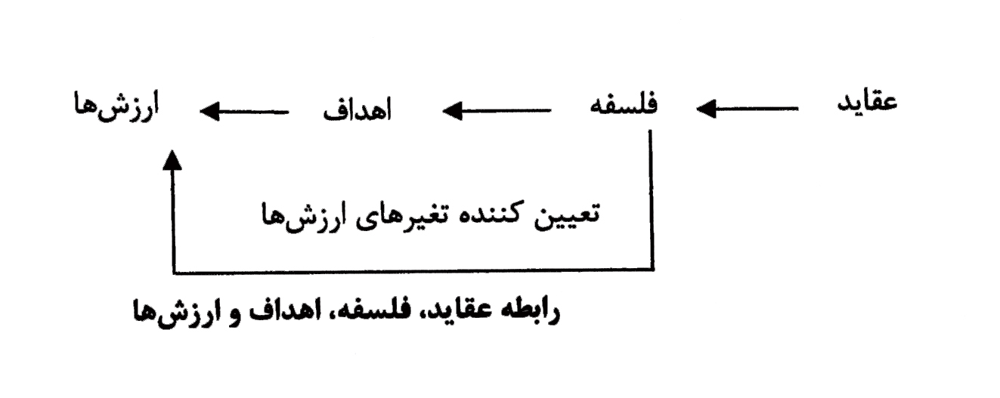 عقاید فلسفه اهداف ارزش‌ها
تعیین کننده تغیرهای ارزش‌ها
رابطه عقاید، فلسفه، اهداف و ارزش‌ها